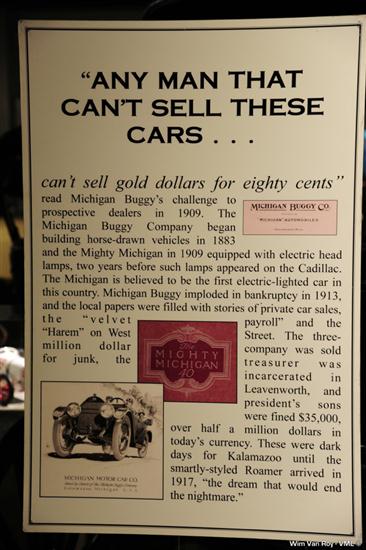 “ANY MAN THAT
CAN’T SELL THESE
CARS . . .
can’t sell gold dollars for eighty cents”
read Michigan Buggy’s challenge to
prospective dealers in 1909. The
Michigan Buggy Company began
building horse-drawn vehicles in 1883
MICHIGAN BUGGY CO.
"MICHIGAN" AUTOMOBILES
and the Mighty Michigan in 1909 equipped with electric head
lamps, two years before such lamps appeared on the Cadillac.
The Michigan is believed to be the first electric-lighted car in
this country. Michigan Buggy imploded in bankruptcy in 1913,
and the local papers were filled with stories of private car sales,
the “velvet payroll” and the
“Harem” on West Street. The three-
million dollar company was sold
for junk, the treasurer was
incarcerated in
Leavenworth, and
president’s sons
were fined $35,000,
The
MIGHTY
MICHIGAN
40
over half a million dollars in
today’s currency. These were dark
days for Kalamazoo until the
smartly-styled Roamer arrived in
1917, “the dream that would end
the nightmare.”
MICHIGAN MOTOR CAR CO.
Wim Van Roy - VML ©